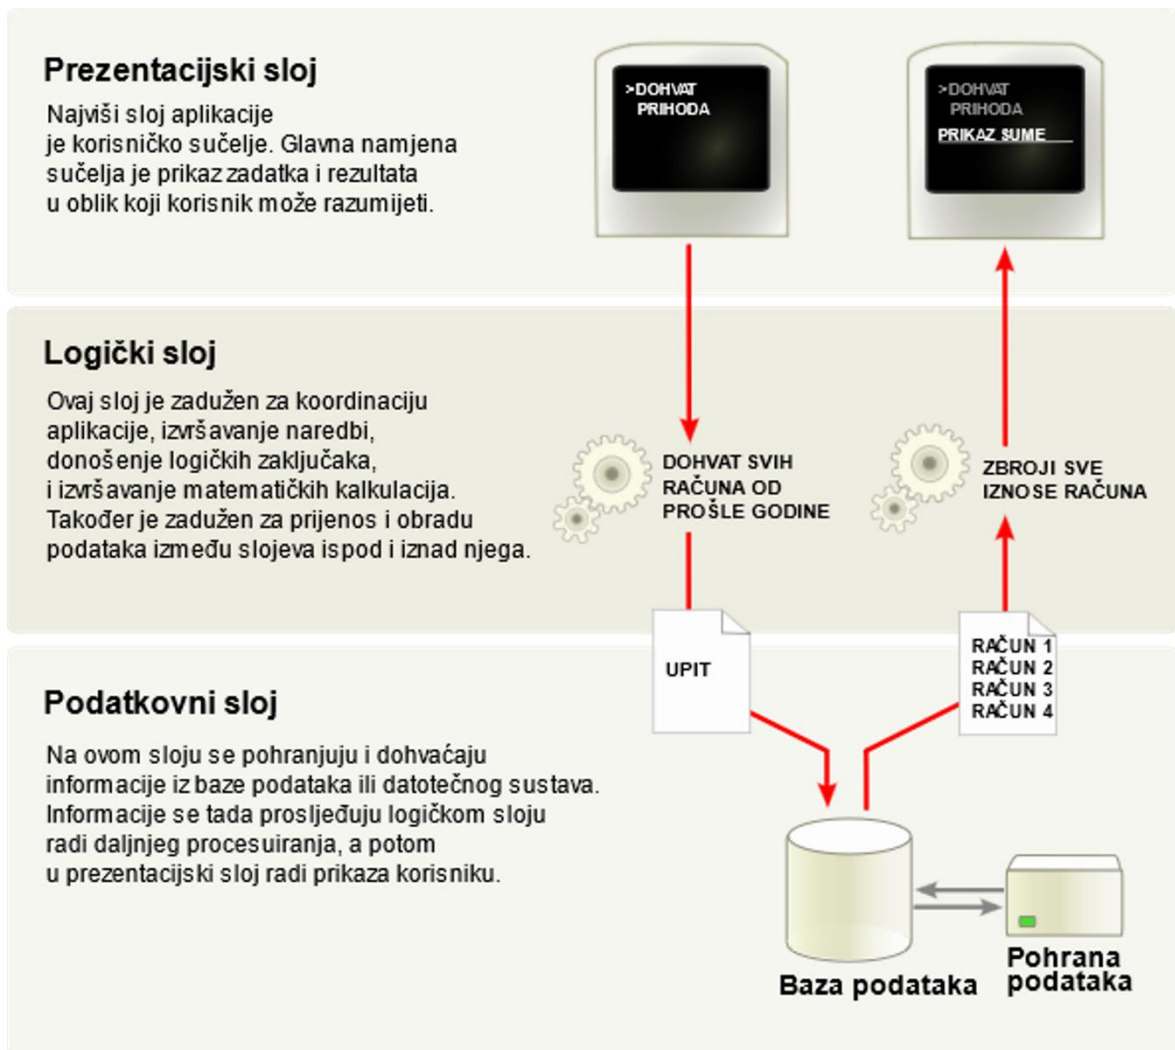 Prezentacijski sloj
Najviši sloj aplikacije
je korisničko sučelje. Glavna namjena
sučelja je prikaz zadatka i rezultata
u oblik koji korisnik može razumijeti.
>DOHVAT
PRIHODA
>DOHVAT
PRIHODA
PRIKAZ SUME
Logički sloj
Ovaj sloj je zadužen za koordinaciju
aplikacije, izvršavanje naredbi,
donošenje logičkih zaključaka,
i izvršavanje matematičkih kalkulacija.
Također je zadužen za prijenos i obradu
podataka između slojeva ispod i iznad njega.
DOHVAT SVIH
RAČUNA OD
PROŠLE GODINE
ZBROJI SVE
IZNOSE RAČUNA
UPIT
RAČUN 1
RAČUN 2
RAČUN 3
RAČUN 4
Podatkovni sloj
Na ovom sloju se pohranjuju i dohvaćaju
informacije iz baze podataka ili datotečnog sustava.
Informacije se tada prosljeđuju logičkom sloju
radi daljnjeg procesuiranja, a potom
u prezentacijski sloj radi prikaza korisniku.
Baza podataka
Pohrana
podataka